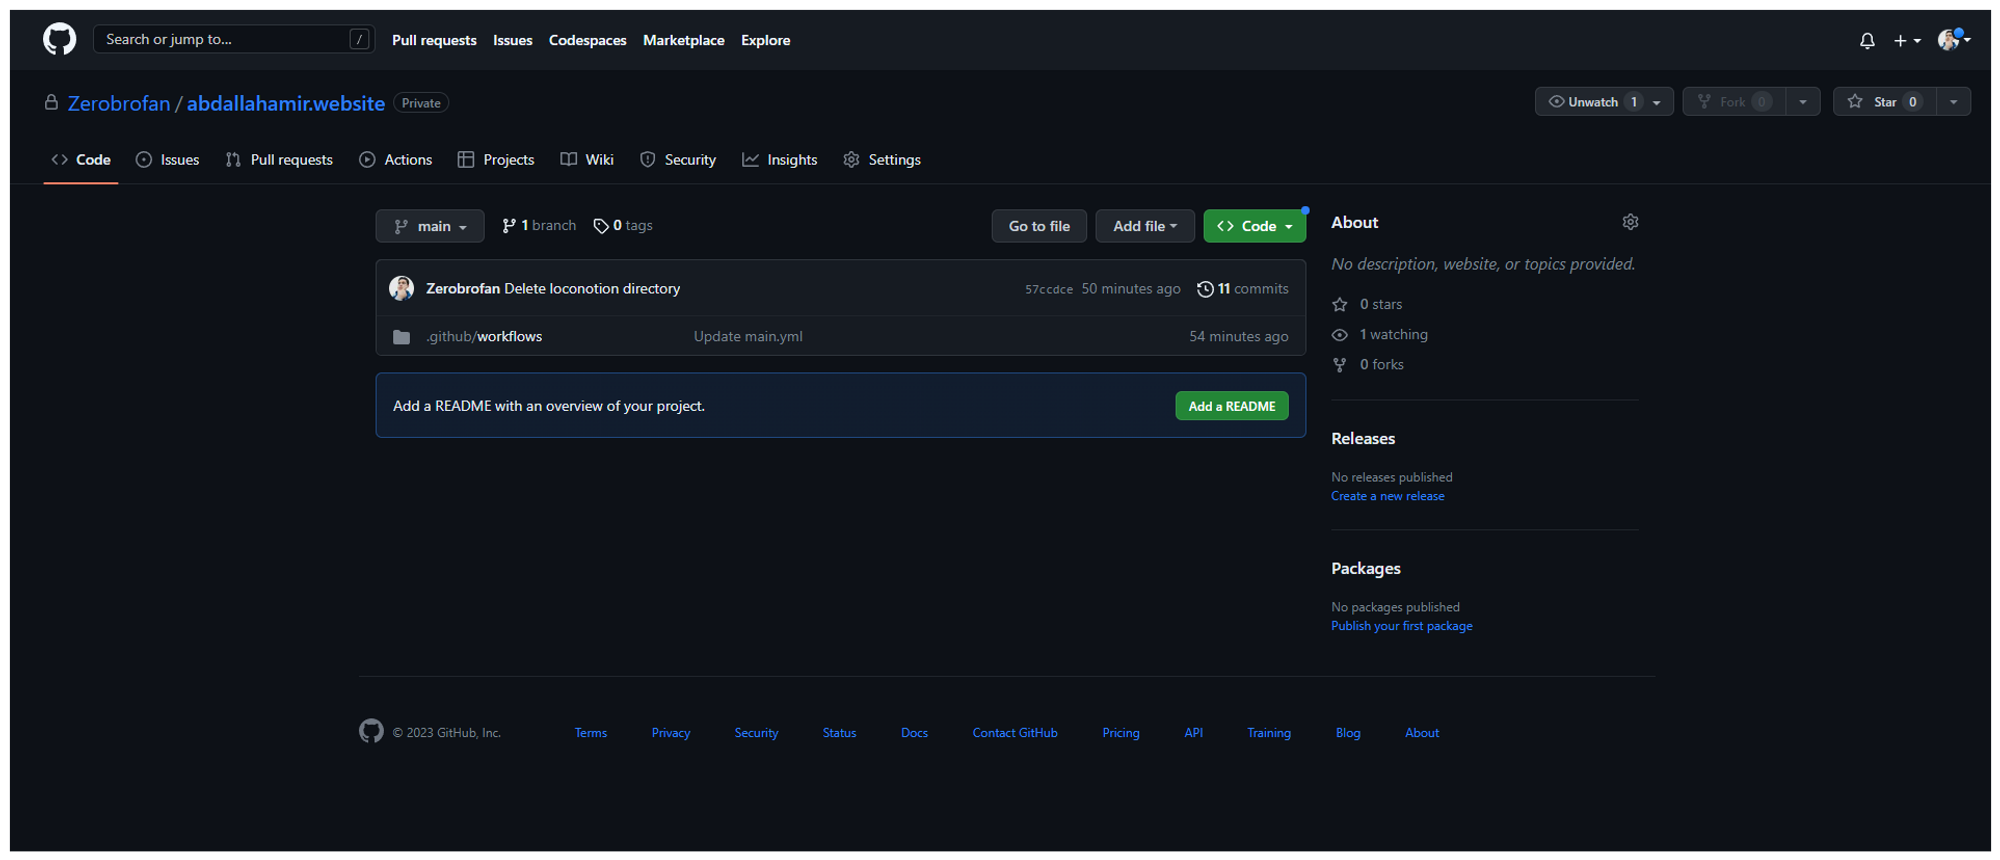 Search or jump to... / Pull requests Issues Codespaces Marketplace Explore
Zerobrofan / abdallahamir.website Private Unwatch 1 Fork 0 Star 0
Code Issues Pull requests Actions Projects Wiki Security Insights Settings
main 1 branch 0 tags Go to file Add file Code
Zerobrofan Delete loconotion directory 57ccdce 50 minutes ago 11 commits
.github/workflows Update main.yml 54 minutes ago
Add a README with an overview of your project. Add a README
About
No description, website, or topics provided.
0 stars
1 watching
0 forks
Releases
No releases published
Create a new release
Packages
No packages published
Publish your first package
© 2023 GitHub, Inc. Terms Privacy Security Status Docs Contact GitHub Pricing API Training Blog About